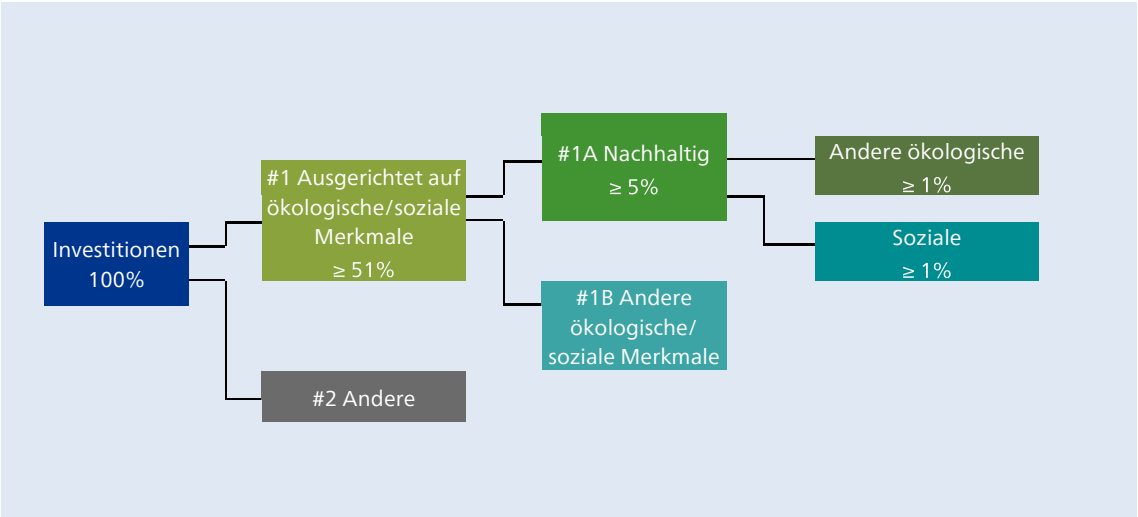 Investitionen
100%
#1 Ausgerichtet auf
ökologische/soziale
Merkmale
≥ 51%
#2 Andere
#1A Nachhaltig
≥ 5%
#1B Andere
ökologische/
soziale Merkmale
Andere ökologische
≥ 1%
Soziale
≥ 1%